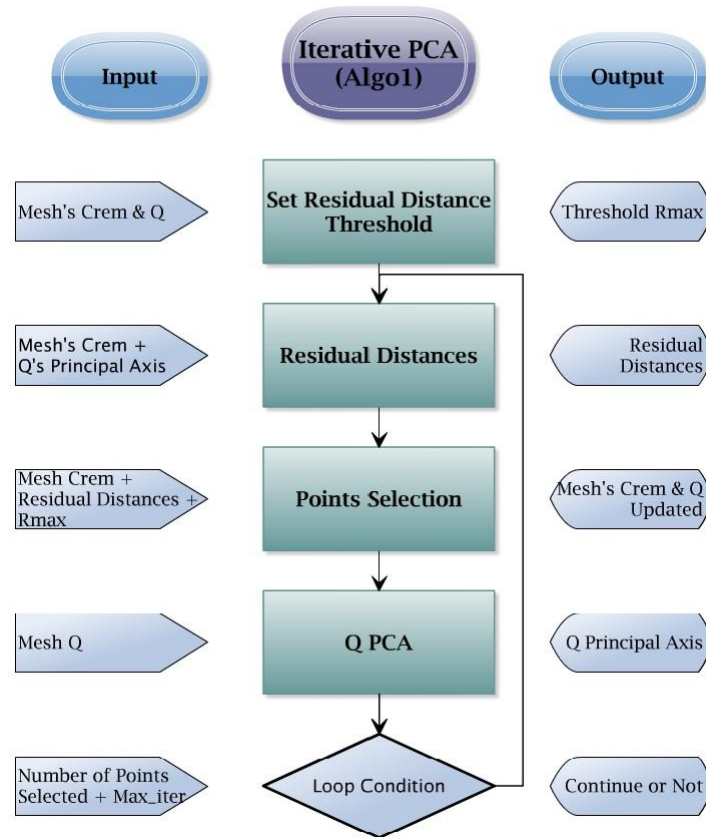 Input
Iterative PCA
(Algo1)
Output
Mesh's Crem & Q
Set Residual Distance
Threshold
Threshold Rmax
Mesh's Crem +
Q's Principal Axis
Residual Distances
Residual
Distances
Mesh Crem +
Residual Distances +
Rmax
Points Selection
Mesh's Crem & Q
Updated
Mesh Q
Q PCA
Q Principal Axis
Number of Points
Selected + Max_iter
Loop Condition
Continue or Not